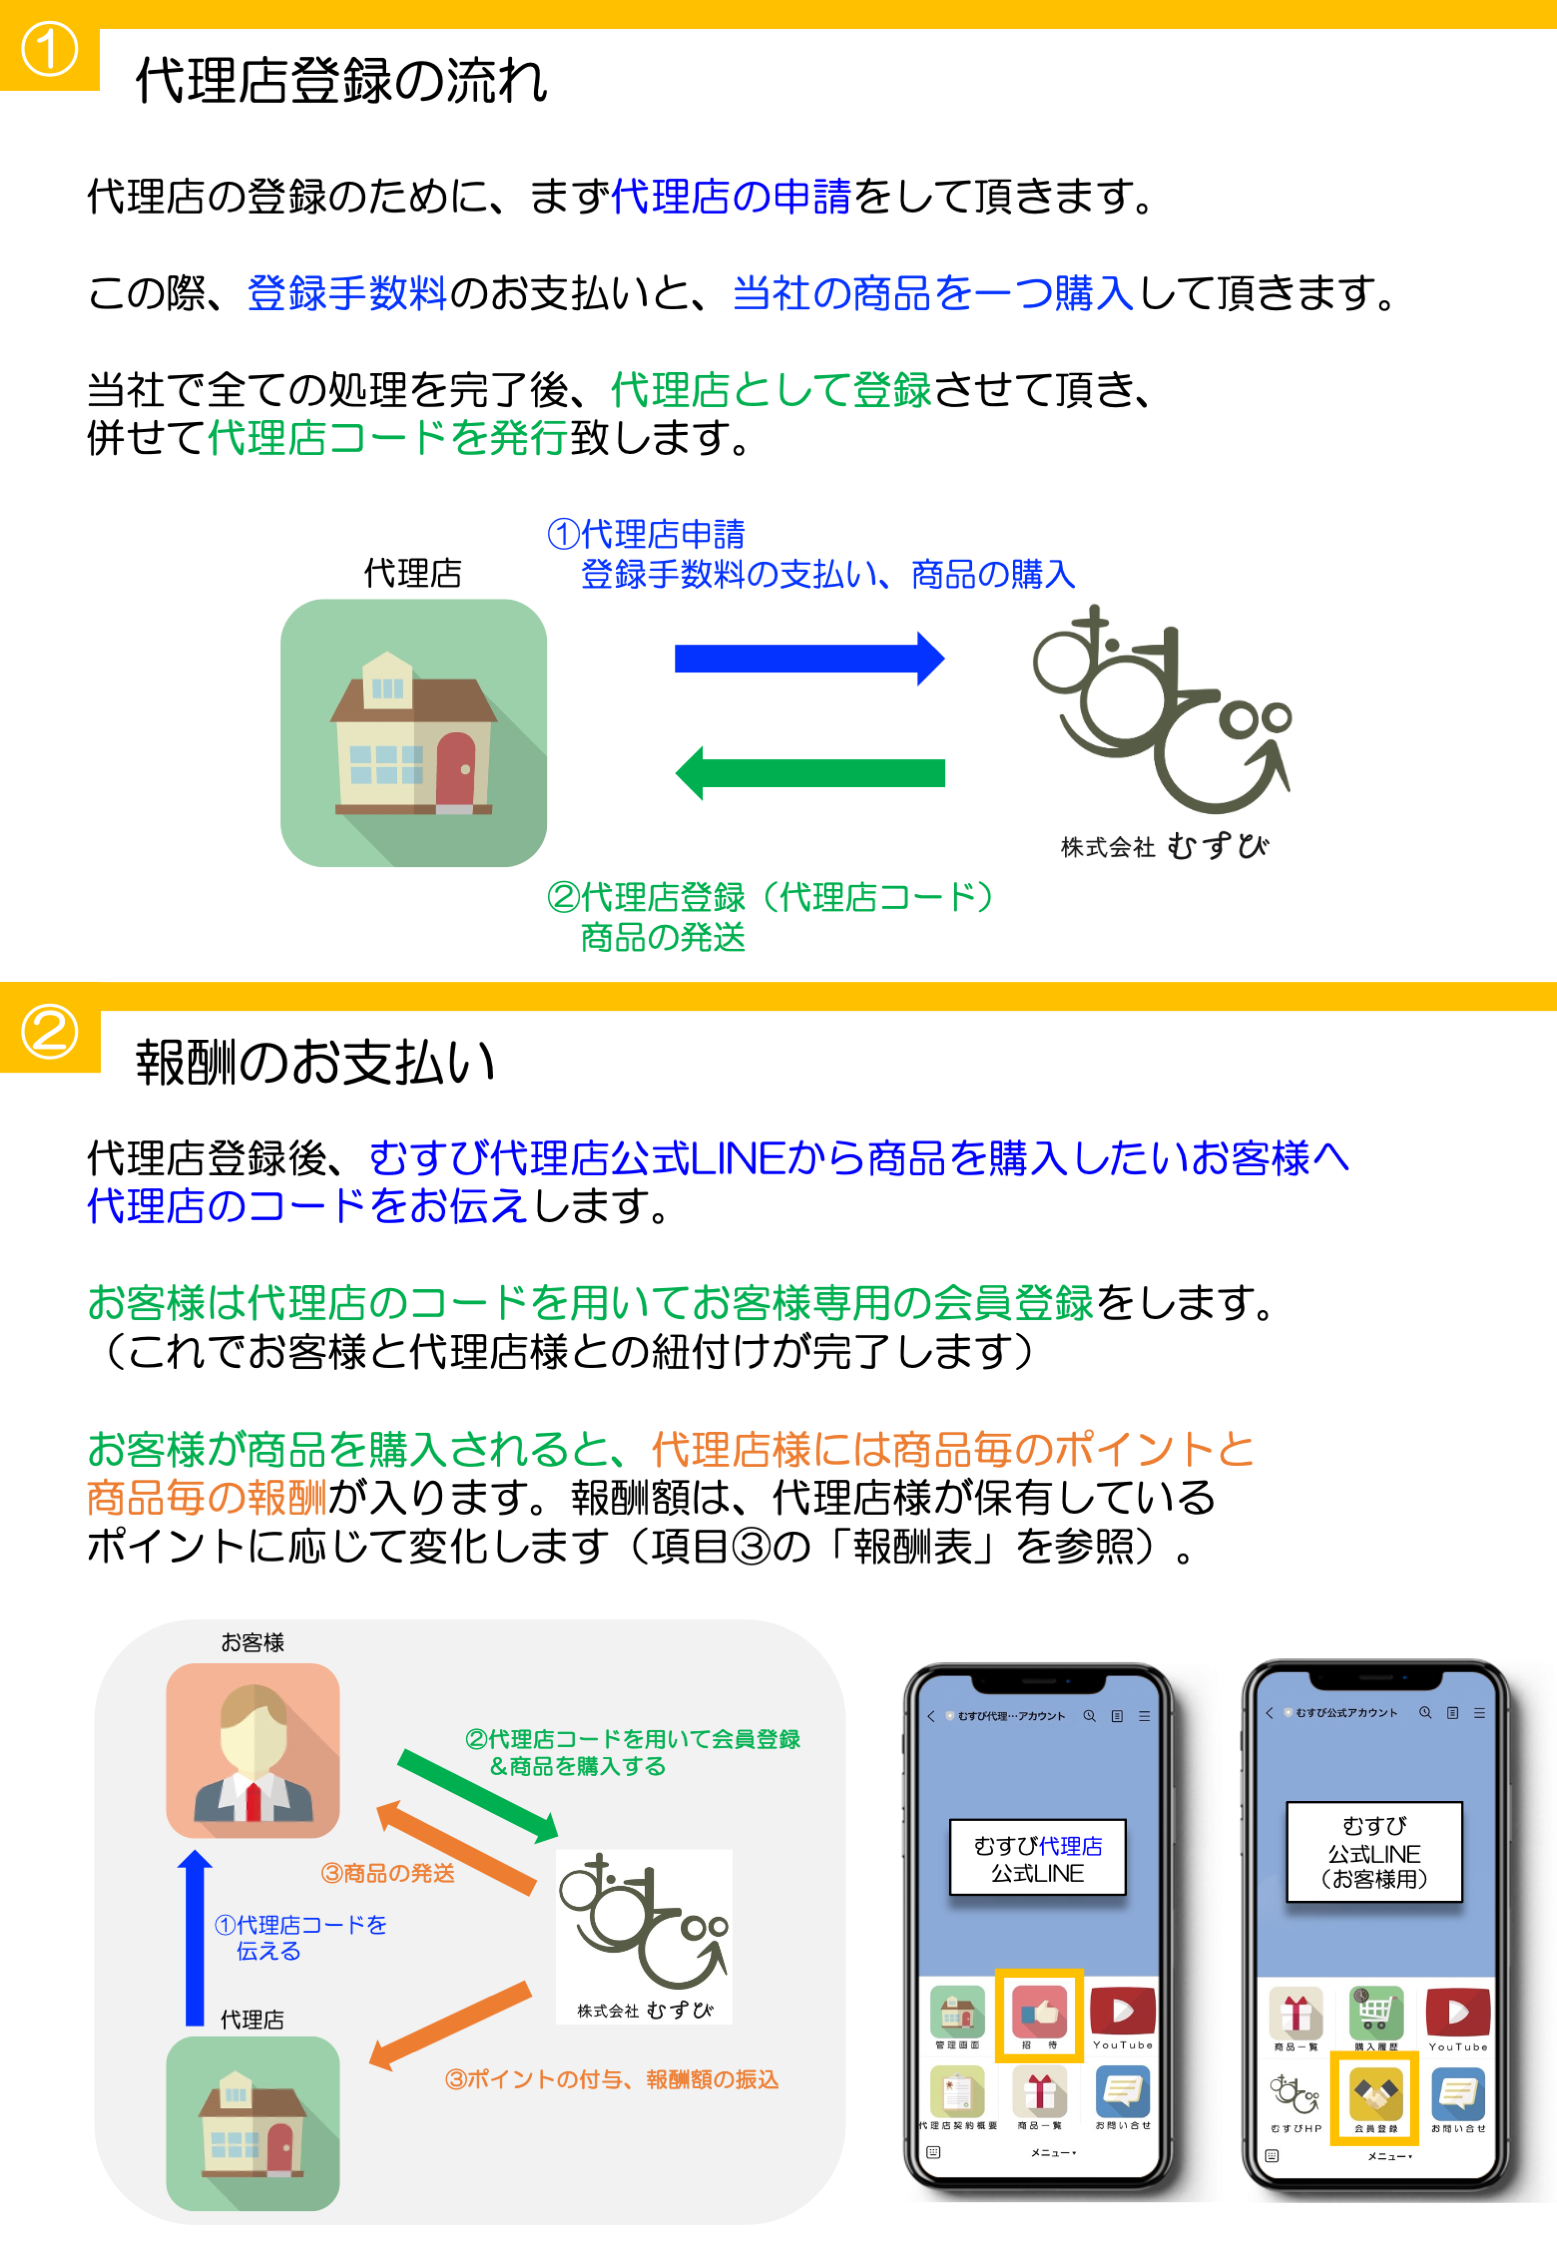 ①
代理店登録の流れ
代理店の登録のために、まず代理店の申請をして頂きます。
この際、登録手数料のお支払いと、当社の商品を一つ購入して頂きます。
当社で全ての処理を完了後、代理店として登録させて頂き、
併せて代理店コードを発行致します。
①代理店申請
登録手数料の支払い、商品の購入
代理店
むすび
株式会社 むすび
②代理店登録（代理店コード）
商品の発送
②
報酬のお支払い
代理店登録後、むすび代理店公式LINEから商品を購入したいお客様へ
代理店のコードをお伝えします。
お客様は代理店のコードを用いてお客様専用の会員登録をします。
（これでお客様と代理店様との紐付けが完了します）
お客様が商品を購入されると、代理店様には商品毎のポイントと
商品毎の報酬が入ります。報酬額は、代理店様が保有している
ポイントに応じて変化します（項目③の「報酬表」を参照）。
お客様
②代理店コードを用いて会員登録
＆商品を購入する
③商品の発送
①代理店コードを
伝える
むすび
株式会社 むすび
代理店
③ポイントの付与、報酬額の振込
むすび代理…アカウント
むすび代理店
公式LINE
管理画面 招 待 YouTube
代理店契約概要 商品一覧 お問い合せ
メニュー▾
むすび公式アカウント
むすび
公式LINE
（お客様用）
商品一覧 購入履歴 YouTube
むすび
むすびHP 会員登録 お問い合せ
メニュー▾